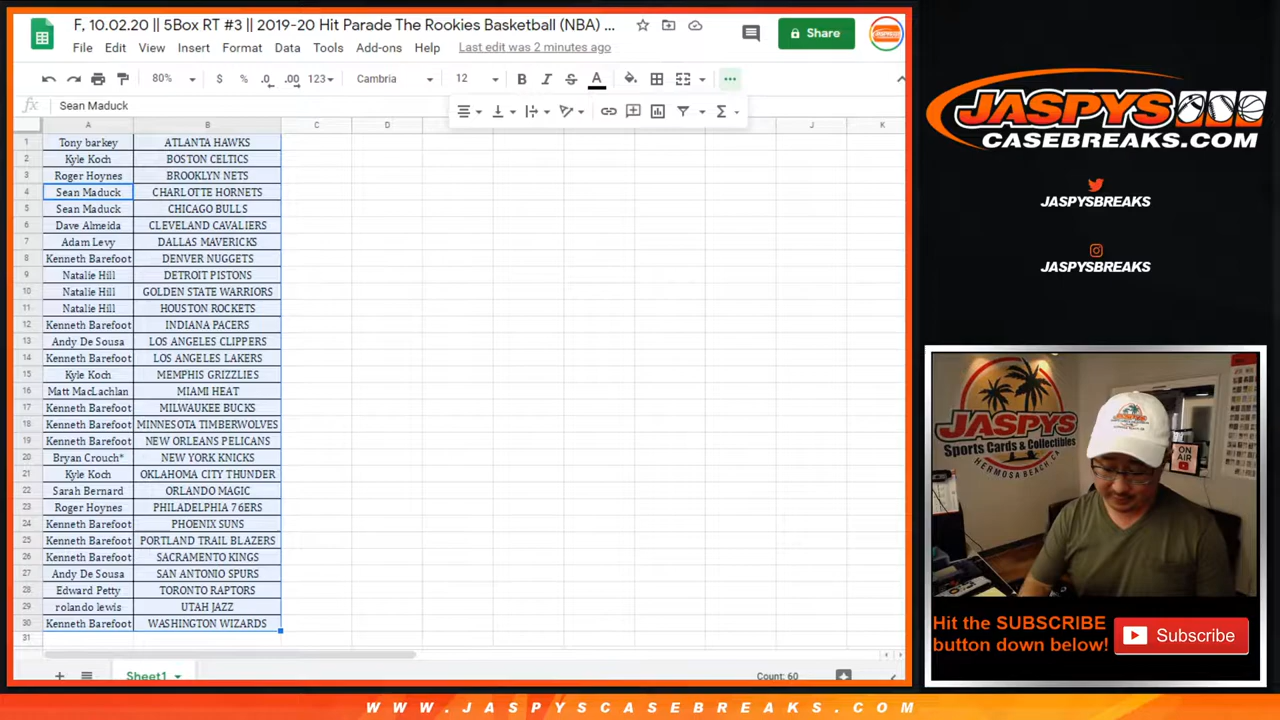 F, 10.02.20 || 5Box RT #3 || 2019-20 Hit Parade The Rookies Basketball (NBA) ...
Share
File Edit View Insert Format Data Tools Add-ons Help Last edit was 2 minutes ago
80% $ % .0 .00 123 Cambria 12 B I S A
fx Sean Maduck
A B C D J K
1 Tony barkey ATLANTA HAWKS
2 Kyle Koch BOSTON CELTICS
3 Roger Hoynes BROOKLYN NETS
4 Sean Maduck CHARLOTTE HORNETS
5 Sean Maduck CHICAGO BULLS
6 Dave Almeida CLEVELAND CAVALIERS
7 Adam Levy DALLAS MAVERICKS
8 Kenneth Barefoot DENVER NUGGETS
9 Natalie Hill DETROIT PISTONS
10 Natalie Hill GOLDEN STATE WARRIORS
11 Natalie Hill HOUSTON ROCKETS
12 Kenneth Barefoot INDIANA PACERS
13 Andy De Sousa LOS ANGELES CLIPPERS
14 Kenneth Barefoot LOS ANGELES LAKERS
15 Kyle Koch MEMPHIS GRIZZLIES
16 Matt MacLachlan MIAMI HEAT
17 Kenneth Barefoot MILWAUKEE BUCKS
18 Kenneth Barefoot MINNESOTA TIMBERWOLVES
19 Kenneth Barefoot NEW ORLEANS PELICANS
20 Bryan Crouch* NEW YORK KNICKS
21 Kyle Koch OKLAHOMA CITY THUNDER
22 Sarah Bernard ORLANDO MAGIC
23 Roger Hoynes PHILADELPHIA 76ERS
24 Kenneth Barefoot PHOENIX SUNS
25 Kenneth Barefoot PORTLAND TRAIL BLAZERS
26 Kenneth Barefoot SACRAMENTO KINGS
27 Andy De Sousa SAN ANTONIO SPURS
28 Edward Petty TORONTO RAPTORS
29 rolando lewis UTAH JAZZ
30 Kenneth Barefoot WASHINGTON WIZARDS
31
Sheet1
Count: 60
JASPYS
CASEBREAKS.COM
JASPYSBREAKS
JASPYSBREAKS
JASPYS
Sports Cards & Collectibles
HERMOSA BEACH, CA
ON
AIR
Hit the SUBSCRIBE
button down below!
Subscribe
WWW.JASPYSCASEBREAKS.COM